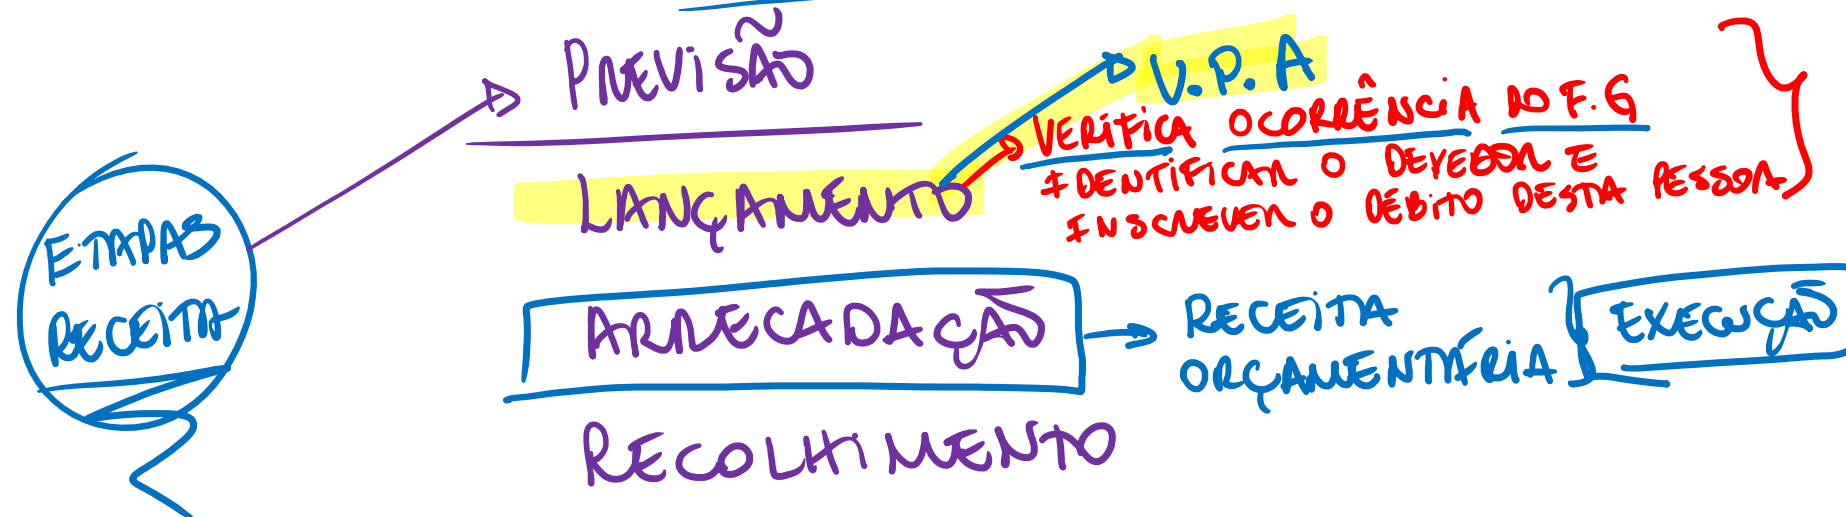 PREVISÃO
V.P.A
VERIFICA OCORRÊNCIA DO F.G
IDENTIFICAR O DEVEDOR E
INSCREVER O DÉBITO DESTA PESSOA
LANÇAMENTO
ETAPAS
RECEITA
ARRECADAÇÃO
RECEITA
ORÇAMENTÁRIA
EXECUÇÃO
RECOLHIMENTO